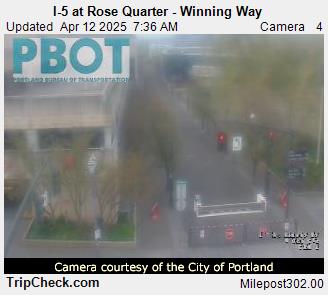 I-5 at Rose Quarter - Winning Way
Updated Apr 12 2025 7:36 AM Camera 4
PBOT
PORTLAND BUREAU OF TRANSPORTATION
Camera courtesy of the City of Portland
TripCheck.com Milepost302.00